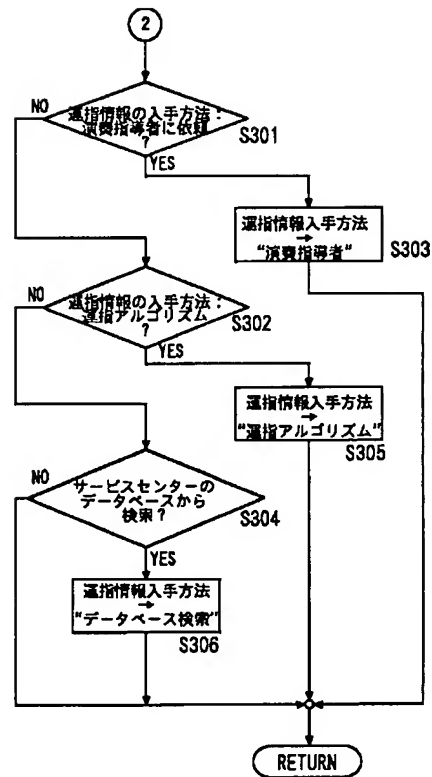 2
NO
運指情報の入手方法：
演奏指導者に依頼
?
S301
YES
運指情報入手方法
→
“演奏指導者”
S303
NO
運指情報の入手方法：
運指アルゴリズム
?
S302
YES
運指情報入手方法
→
“運指アルゴリズム”
S305
NO
サービスセンターの
データベースから
検索?
S304
YES
運指情報入手方法
→
“データベース検索”
S306
RETURN